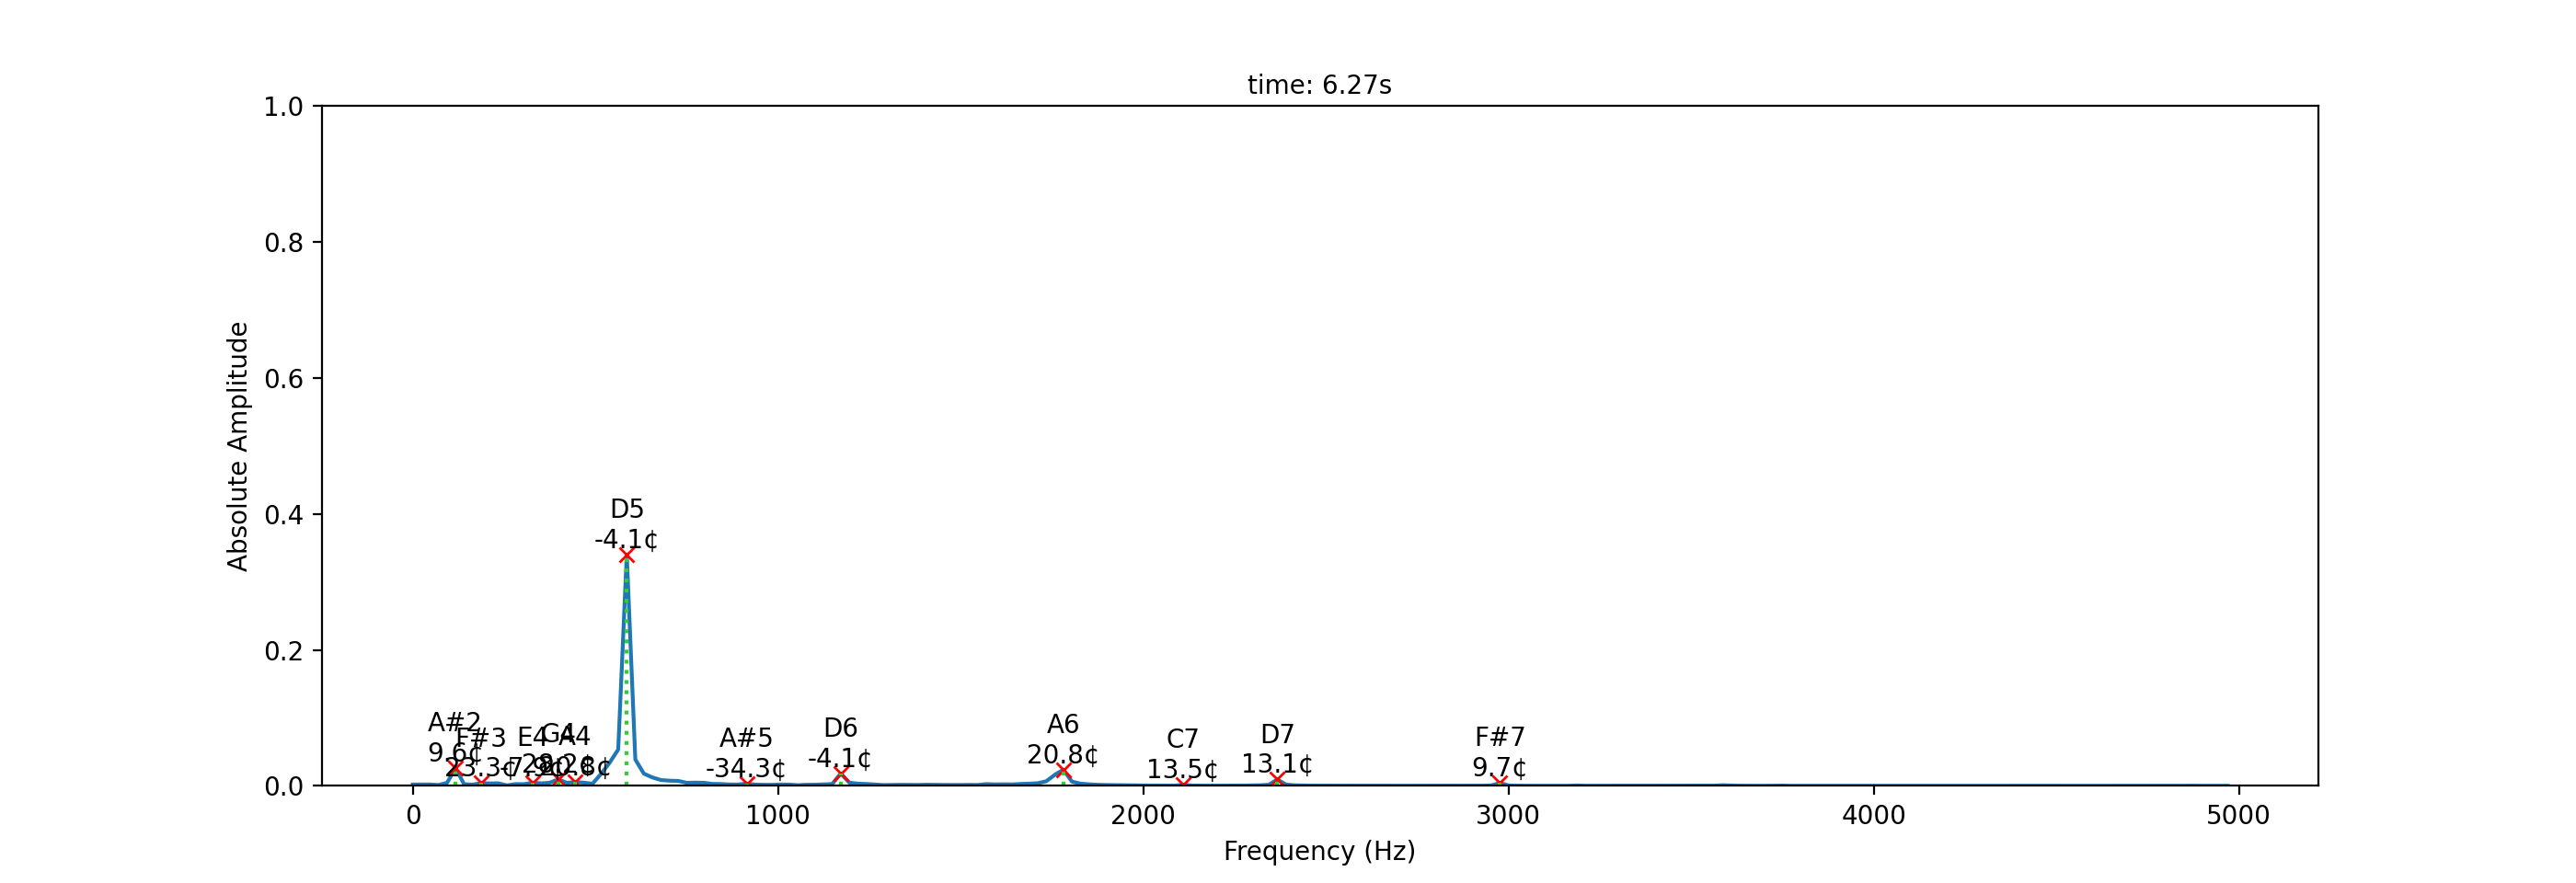 time: 6.27s
1.0
0.8
0.6
0.4
0.2
0.0
Absolute Amplitude
D5
-4.1¢
A#2
9.6¢
F#3
E4
G4
A4
A#5
-34.3¢
D6
-4.1¢
A6
20.8¢
C7
13.5¢
D7
13.1¢
F#7
9.7¢
0
1000
2000
3000
4000
5000
Frequency (Hz)